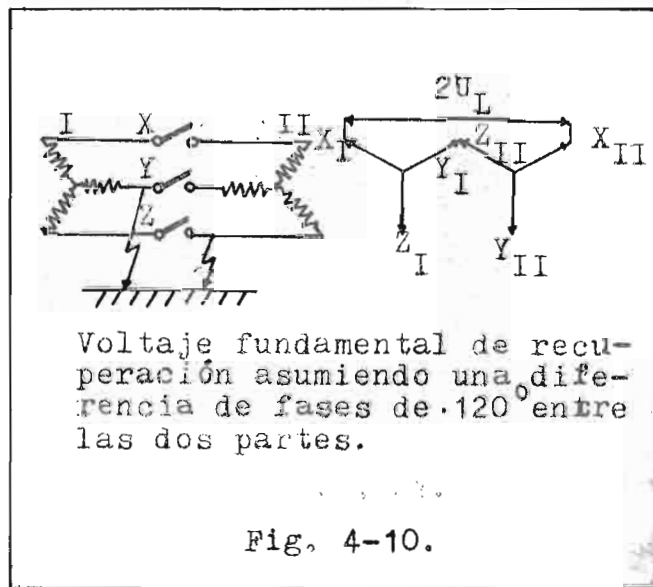 2U_L
I X II X_I Z_II X_II
Y Y_I
Z Z_I Y_II
Voltaje fundamental de recu-
peración asumiendo una dife-
rencia de fases de 120° entre
las dos partes.
Fig. 4-10.